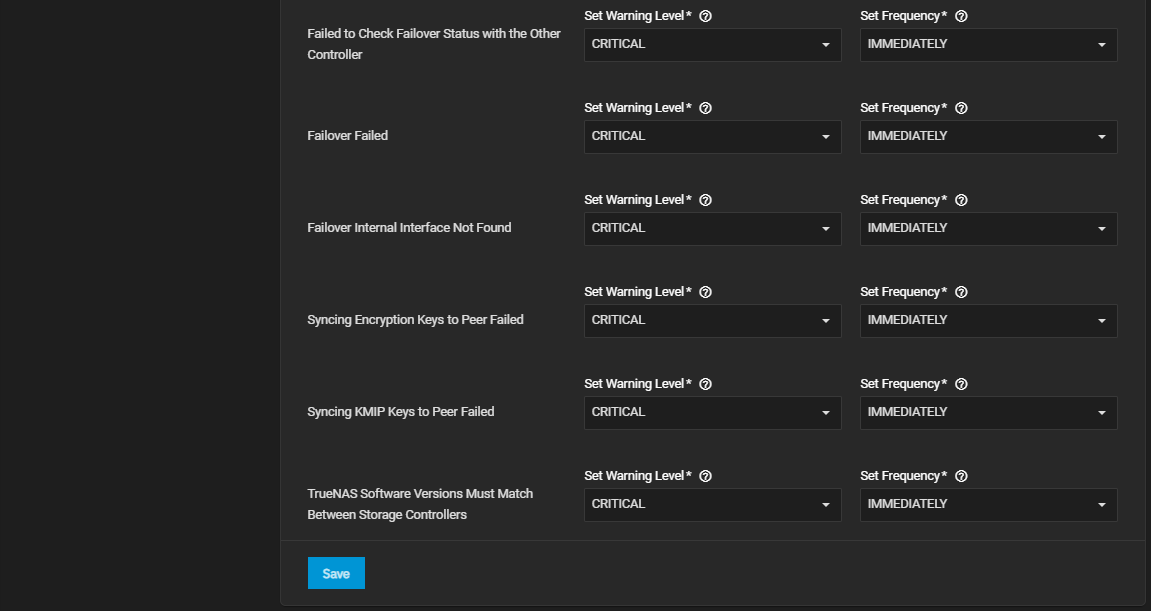 Set Warning Level* Set Frequency*
Failed to Check Failover Status with the Other
Controller
CRITICAL IMMEDIATELY
Set Warning Level* Set Frequency*
Failover Failed CRITICAL IMMEDIATELY
Set Warning Level* Set Frequency*
Failover Internal Interface Not Found CRITICAL IMMEDIATELY
Set Warning Level* Set Frequency*
Syncing Encryption Keys to Peer Failed CRITICAL IMMEDIATELY
Set Warning Level* Set Frequency*
Syncing KMIP Keys to Peer Failed CRITICAL IMMEDIATELY
Set Warning Level* Set Frequency*
TrueNAS Software Versions Must Match
Between Storage Controllers
CRITICAL IMMEDIATELY
Save